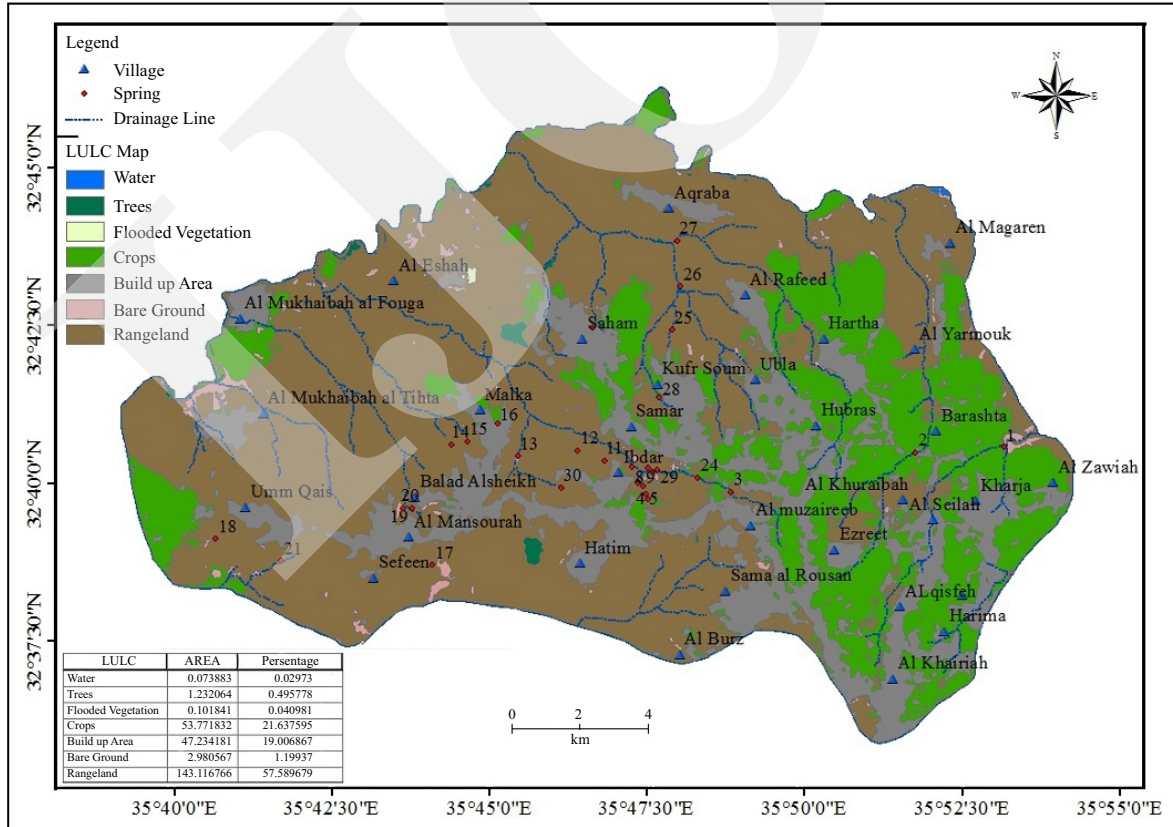 Legend
Village
Spring
Drainage Line
LULC Map
Water
Trees
Flooded Vegetation
Crops
Build up Area
Bare Ground
Rangeland
N
W E
S
32°45'0"N
32°42'30"N
32°40'0"N
32°37'30"N
Aqraba
27
Al Magaren
Al Eshah
26
Al Rafeed
Al Mukhaibah al Fouga
Saham
25
Hartha
Al Yarmouk
Kufr Soum
Ubla
28
Al Mukhaibah al Tihta
Malka
16
Samar
Hubras
Barashta
14
15
13
12
11
Ibdar
2
1
30
8
9
29
24
3
Al Khuraibah
Al Zawiah
Umm Qais
20
Balad Alsheikh
4
5
Al Seilah
Kharja
19
Al Mansourah
Al muzaireeb
Ezreet
18
21
Sefeen
17
Hatim
Sama al Rousan
ALqisfeh
Harima
Al Burz
Al Khairiah
LULC AREA Persentage
Water 0.073883 0.02973
Trees 1.232064 0.495778
Flooded Vegetation 0.101841 0.040981
Crops 53.771832 21.637595
Build up Area 47.234181 19.006867
Bare Ground 2.980567 1.19937
Rangeland 143.116766 57.589679
0 4
km
35°40'0"E 35°42'30"E 35°45'0"E 35°47'30"E 35°50'0"E 35°52'30"E 35°55'0"E